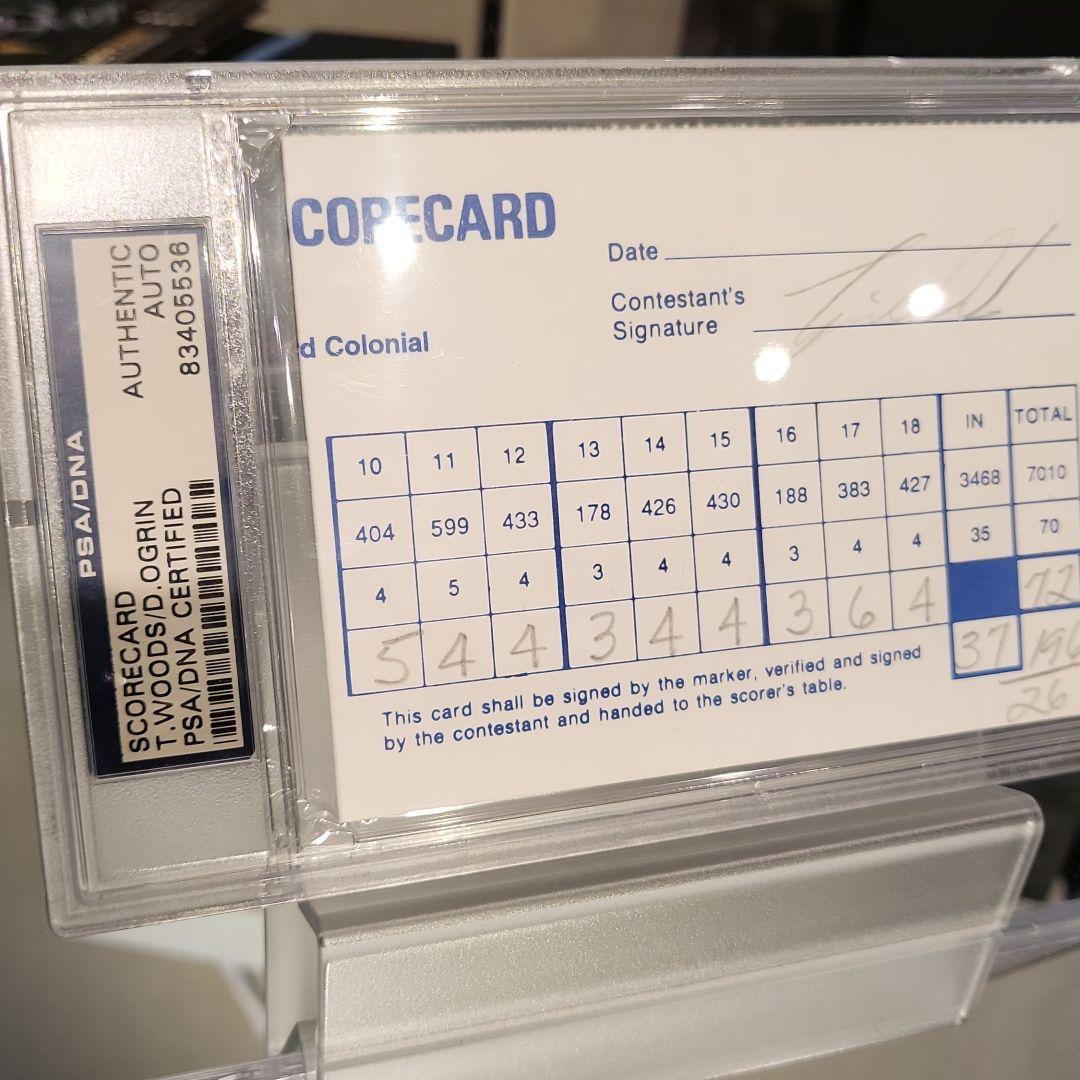 PSA/DNA
SCORECARD
T.WOODS/D.OGRIN
PSA/DNA CERTIFIED
AUTHENTIC
AUTO
83405536
CORECARD
Date
Contestant's
Signature
d Colonial
10 11 12 13 14 15 16 17 18 IN TOTAL
404 599 433 178 426 430 188 383 427 3468 7010
4 5 4 3 4 4 3 4 4 35 70
72
5 4 4 3 4 4 3 6 4 37
26
This card shall be signed by the marker, verified and signed
by the contestant and handed to the scorer's table.